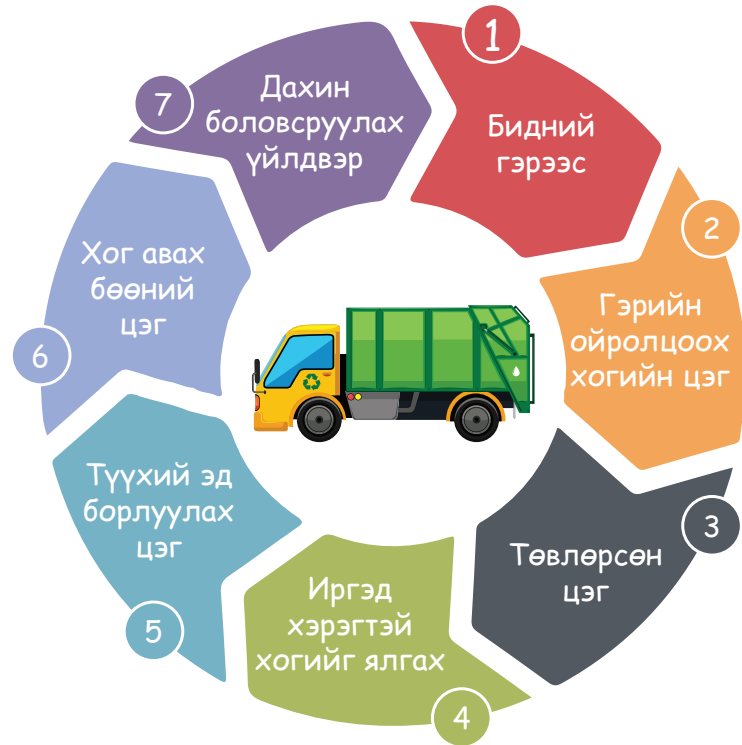 1
Бидний
гэрээс
2
Гэрийн
ойролцоох
хогийн цэг
3
Төвлөрсөн
цэг
4
Иргэд
хэрэгтэй
хогийг ялгах
5
Түүхий эд
борлуулах
цэг
6
Хог авах
бөөний
цэг
7
Дахин
боловсруулах
үйлдвэр